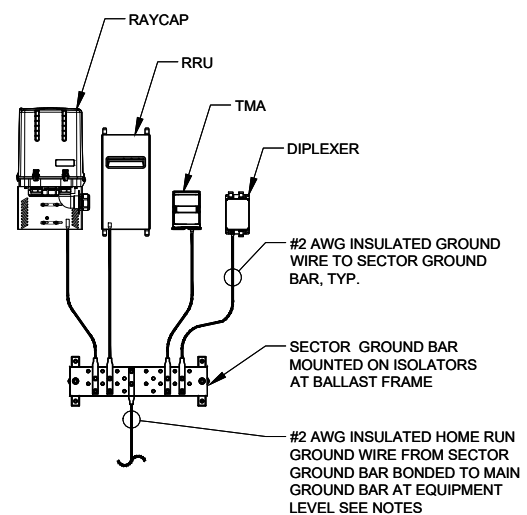 RAYCAP
RRU
TMA
DIPLEXER
#2 AWG INSULATED GROUND
WIRE TO SECTOR GROUND
BAR, TYP.
SECTOR GROUND BAR
MOUNTED ON ISOLATORS
AT BALLAST FRAME
#2 AWG INSULATED HOME RUN
GROUND WIRE FROM SECTOR
GROUND BAR BONDED TO MAIN
GROUND BAR AT EQUIPMENT
LEVEL SEE NOTES